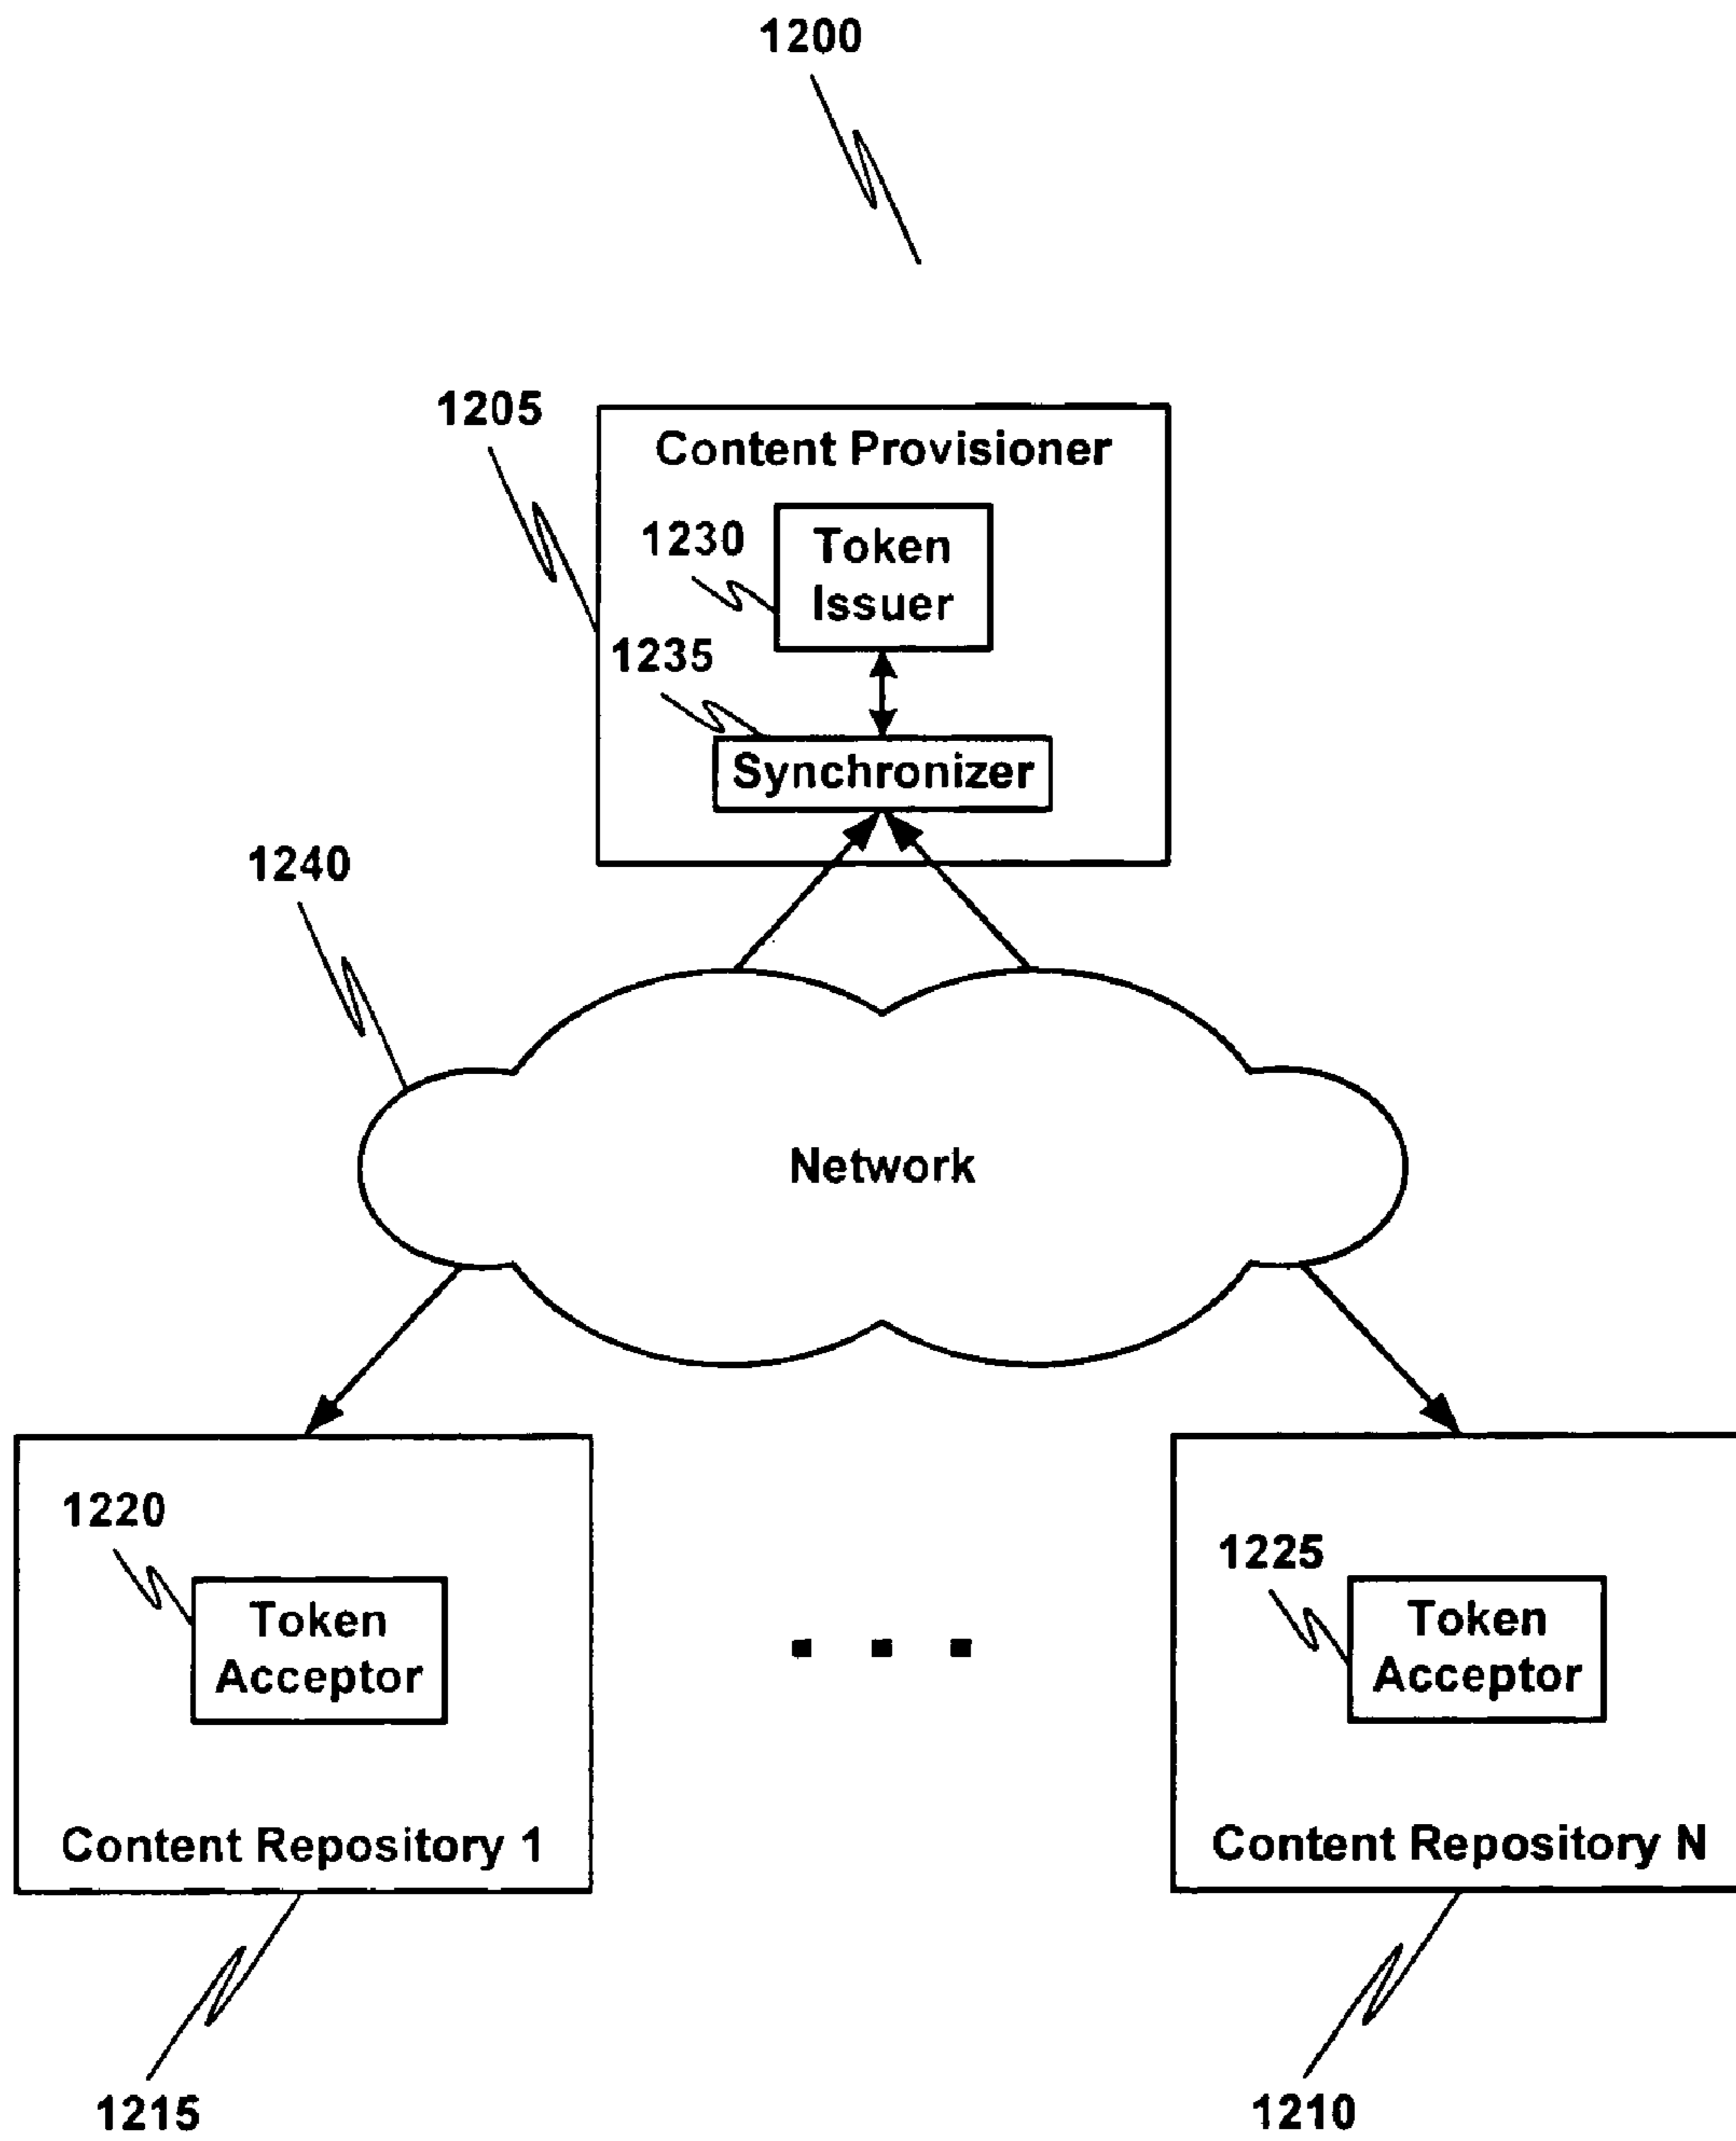 1200
1205
Content Provisioner
1230
Token
Issuer
1235
Synchronizer
1240
Network
1220
Token
Acceptor
Content Repository 1
1225
Token
Acceptor
Content Repository N
1215
1210